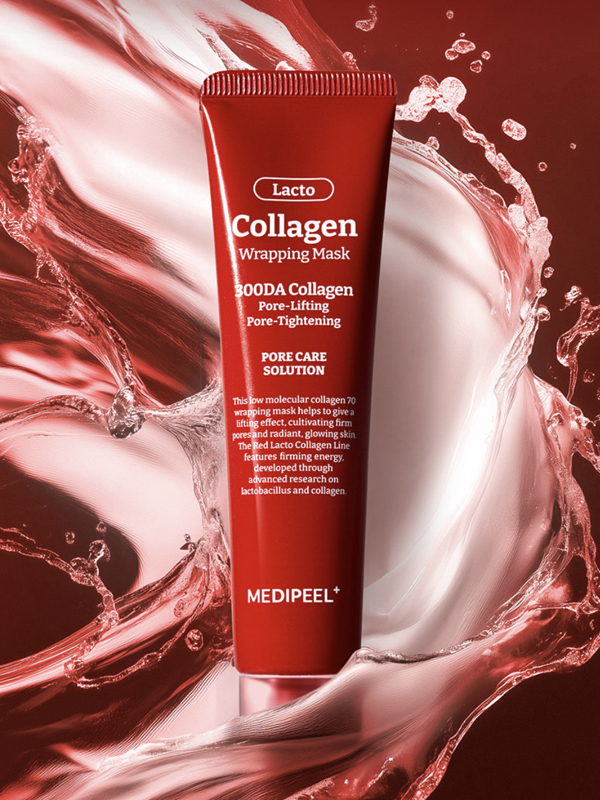 Lacto
Collagen
Wrapping Mask
300DA Collagen
Pore-Lifting
Pore-Tightening
PORE CARE
SOLUTION
This low molecular collagen 70
wrapping mask helps to give a
lifting effect, cultivating firm
pores and radiant, glowing skin.
The Red Lacto Collagen Line
features firming energy,
developed through
advanced research on
lactobacillus and collagen.
MEDIPEEL+